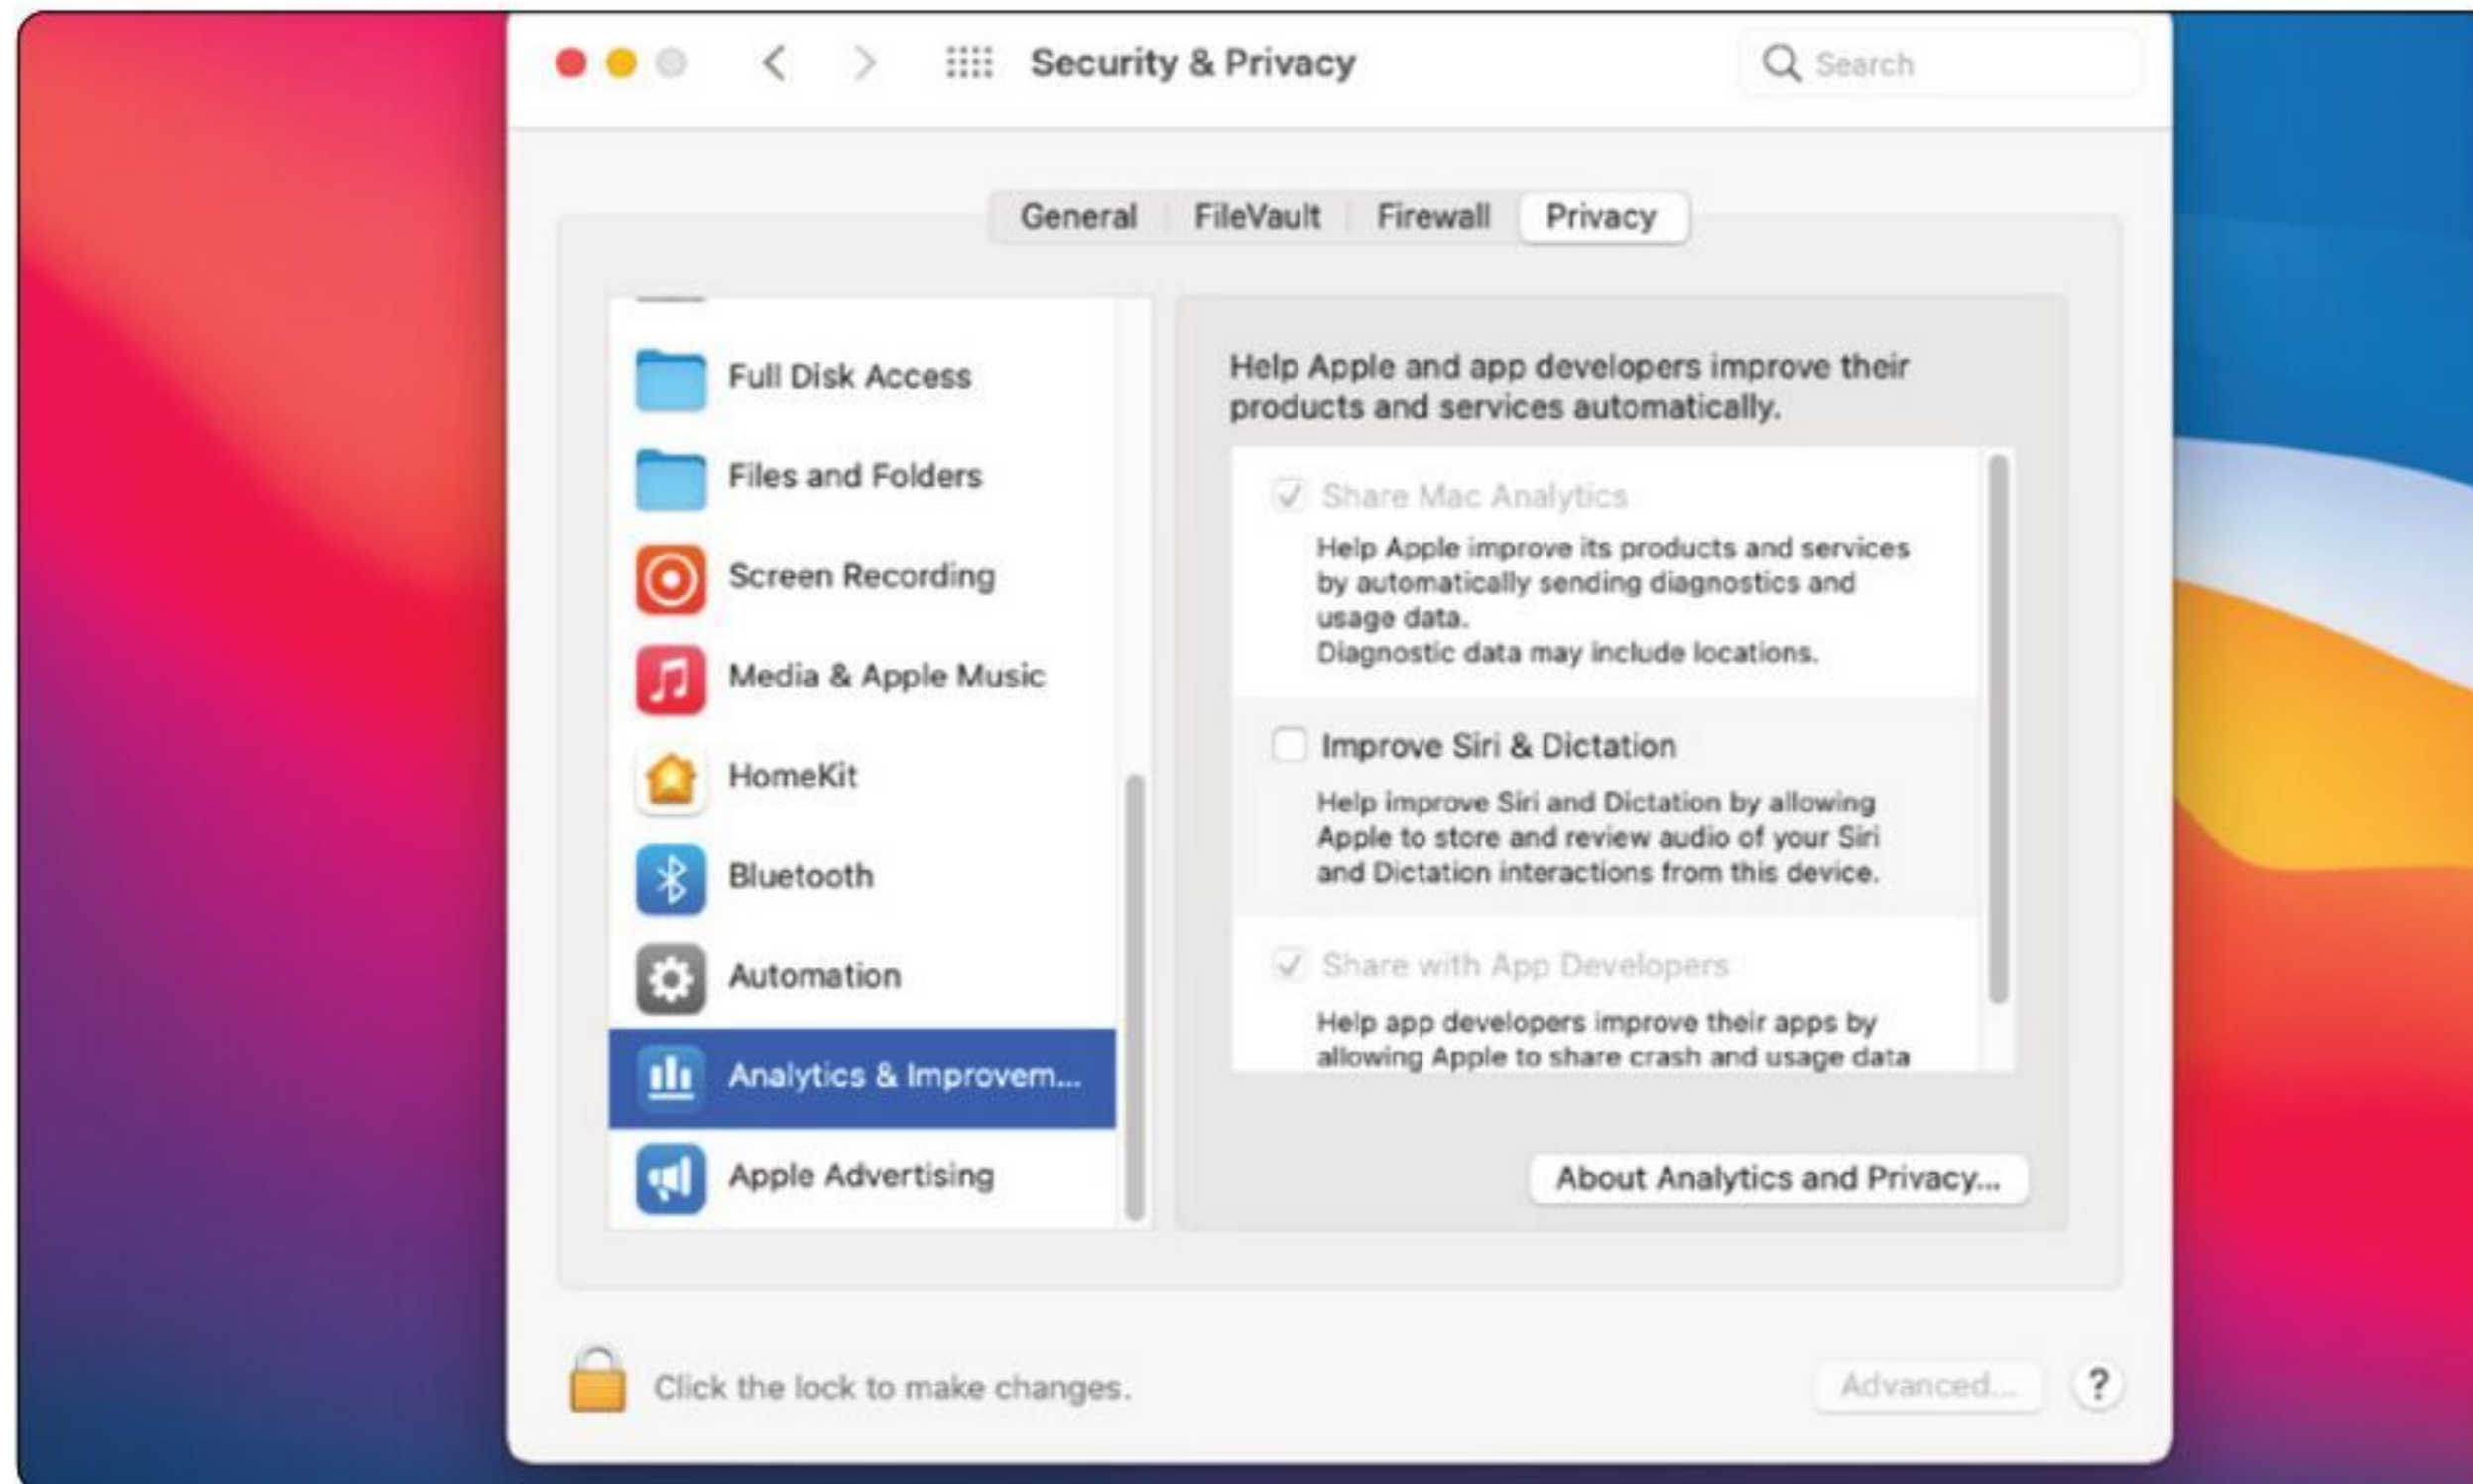 Security & Privacy
Search
General
FileVault
Firewall
Privacy
Full Disk Access
Files and Folders
Screen Recording
Media & Apple Music
HomeKit
Bluetooth
Automation
Analytics & Improvem...
Apple Advertising
Help Apple and app developers improve their
products and services automatically.
Share Mac Analytics
Help Apple improve its products and services
by automatically sending diagnostics and
usage data.
Diagnostic data may include locations.
Improve Siri & Dictation
Help improve Siri and Dictation by allowing
Apple to store and review audio of your Siri
and Dictation interactions from this device.
Share with App Developers
Help app developers improve their apps by
allowing Apple to share crash and usage data
About Analytics and Privacy...
Click the lock to make changes.
Advanced...
?